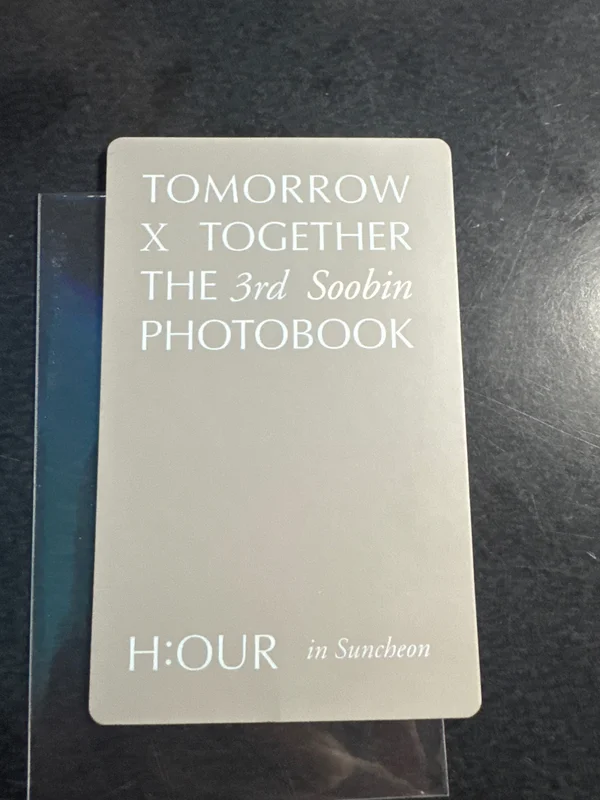 TOMORROW
X TOGETHER
THE 3rd Soobin
PHOTOBOOK
H:OUR in Suncheon